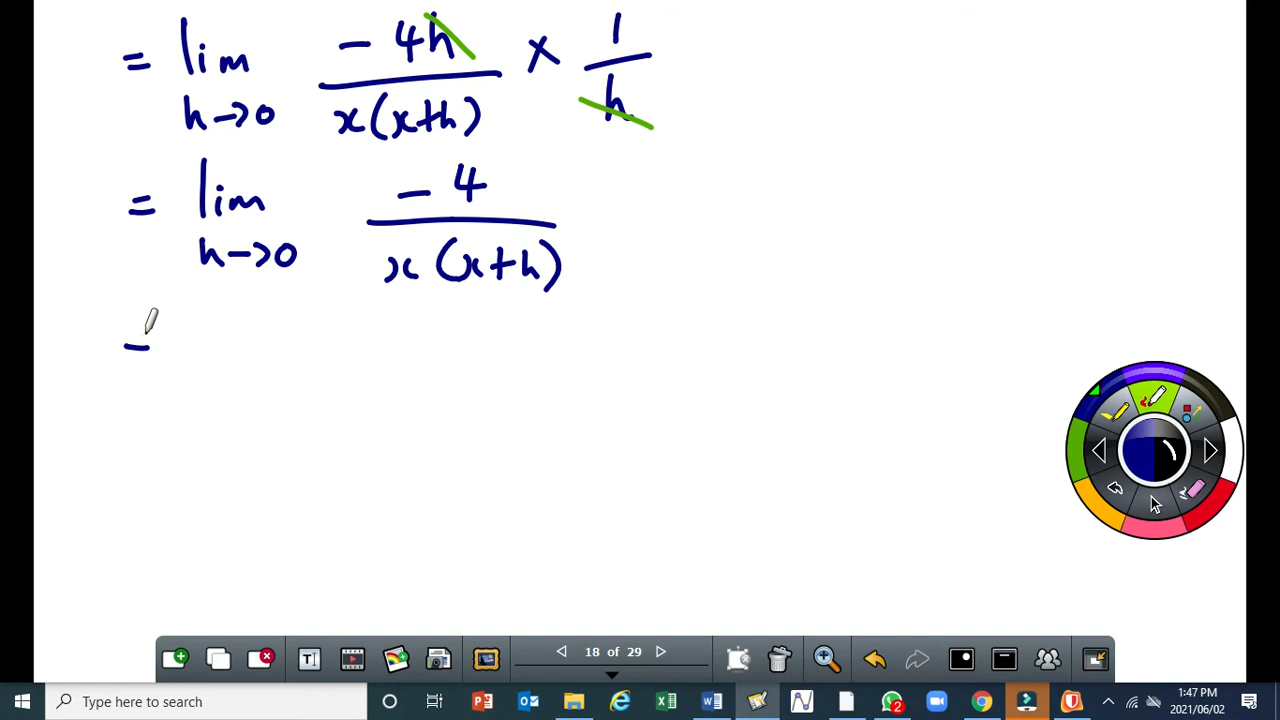 = lim -4h/x(x+h) × 1/h
h→0
= lim -4/x(x+h)
h→0
18 of 29
Type here to search
2
1:47 PM
2021/06/02